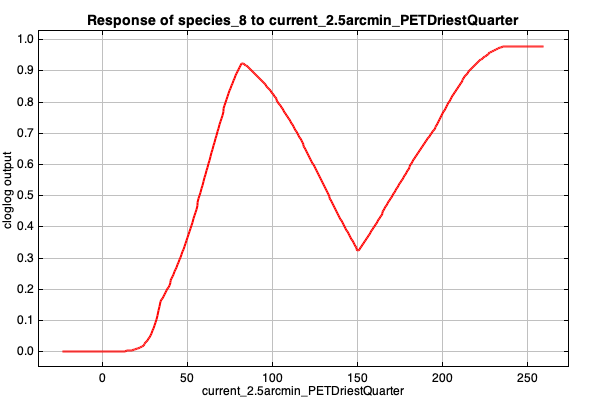 Response of species_8 to current_2.5arcmin_PETDriestQuarter
1.0
0.9
0.8
0.7
0.6
0.5
0.4
0.3
0.2
0.1
0.0
cloglog output
0 50 100 150 200 250
current_2.5arcmin_PETDriestQuarter